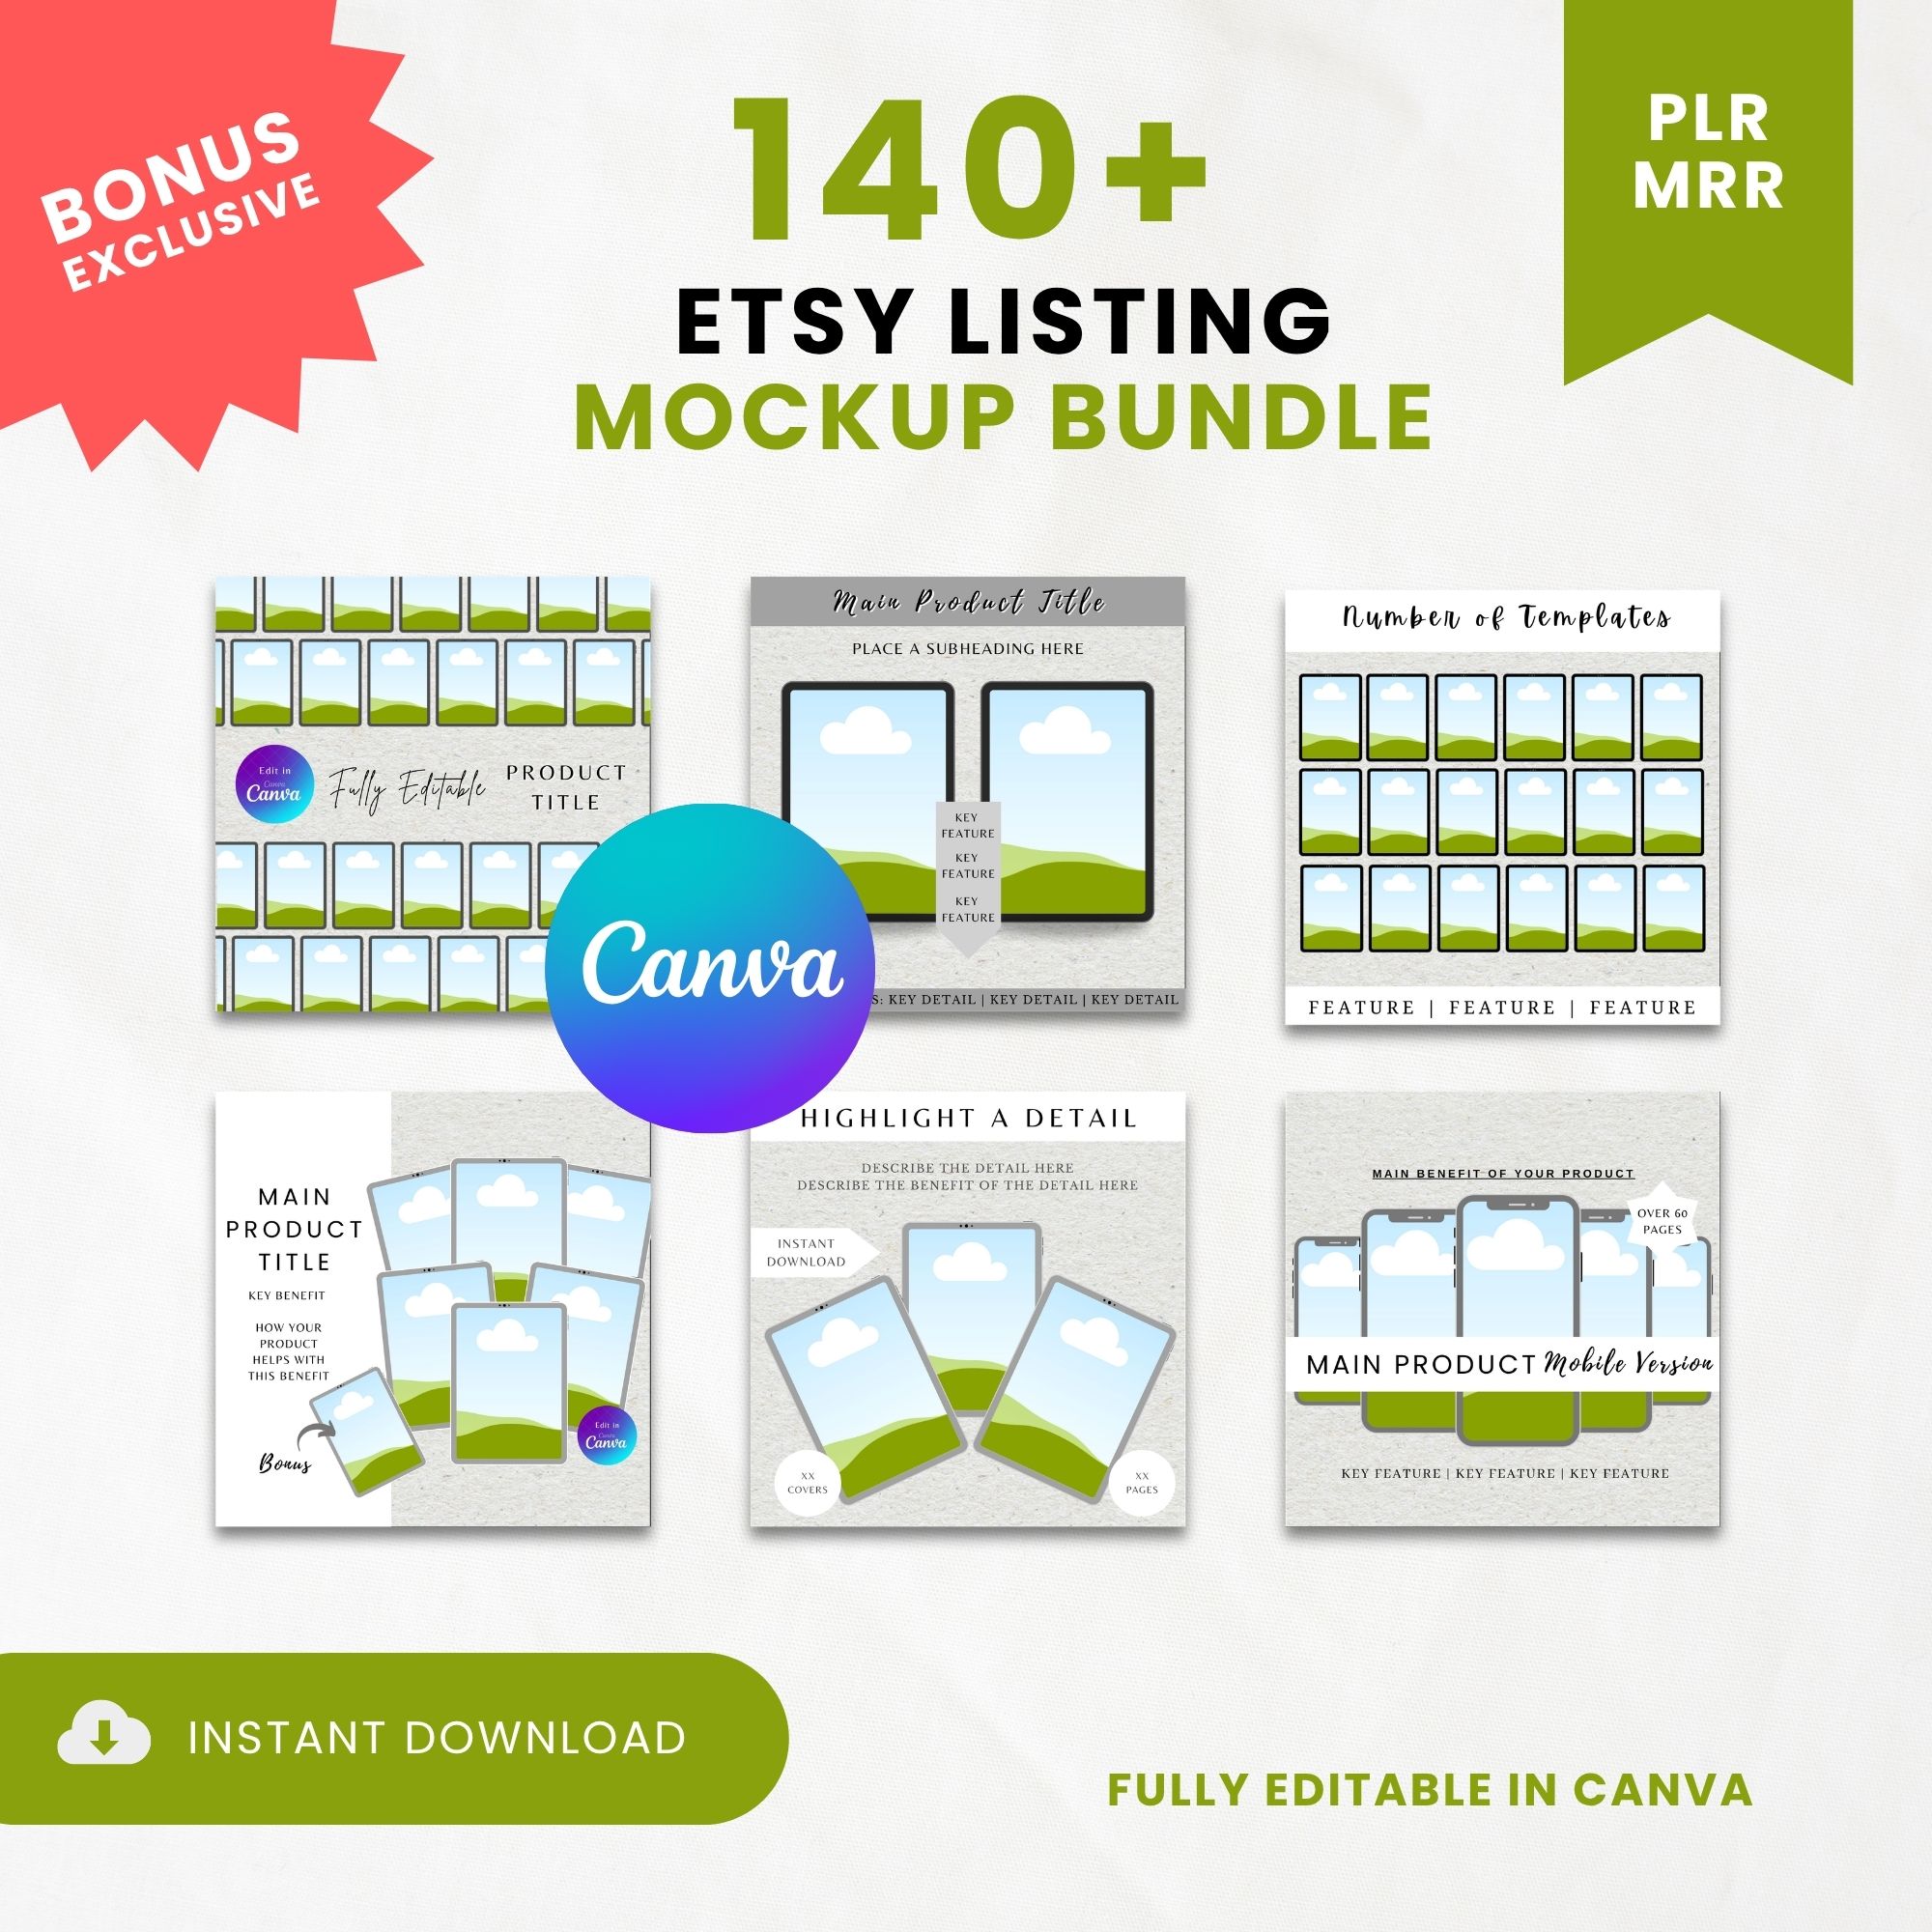 BONUS
EXCLUSIVE
140+
ETSY LISTING
MOCKUP BUNDLE
PLR
MRR
Edit in
Canva
Fully Editable
PRODUCT
TITLE
Main Product Title
PLACE A SUBHEADING HERE
KEY
FEATURE
KEY
FEATURE
KEY
FEATURE
S: KEY DETAIL | KEY DETAIL | KEY DETAIL
Number of Templates
FEATURE | FEATURE | FEATURE
Canva
MAIN
PRODUCT
TITLE
KEY BENEFIT
HOW YOUR
PRODUCT
HELPS WITH
THIS BENEFIT
Bonus
Edit in
Canva
HIGHLIGHT A DETAIL
DESCRIBE THE DETAIL HERE
DESCRIBE THE BENEFIT OF THE DETAIL HERE
INSTANT
DOWNLOAD
XX
COVERS
XX
PAGES
MAIN BENEFIT OF YOUR PRODUCT
OVER 60
PAGES
MAIN PRODUCT Mobile Version
KEY FEATURE | KEY FEATURE | KEY FEATURE
INSTANT DOWNLOAD
FULLY EDITABLE IN CANVA